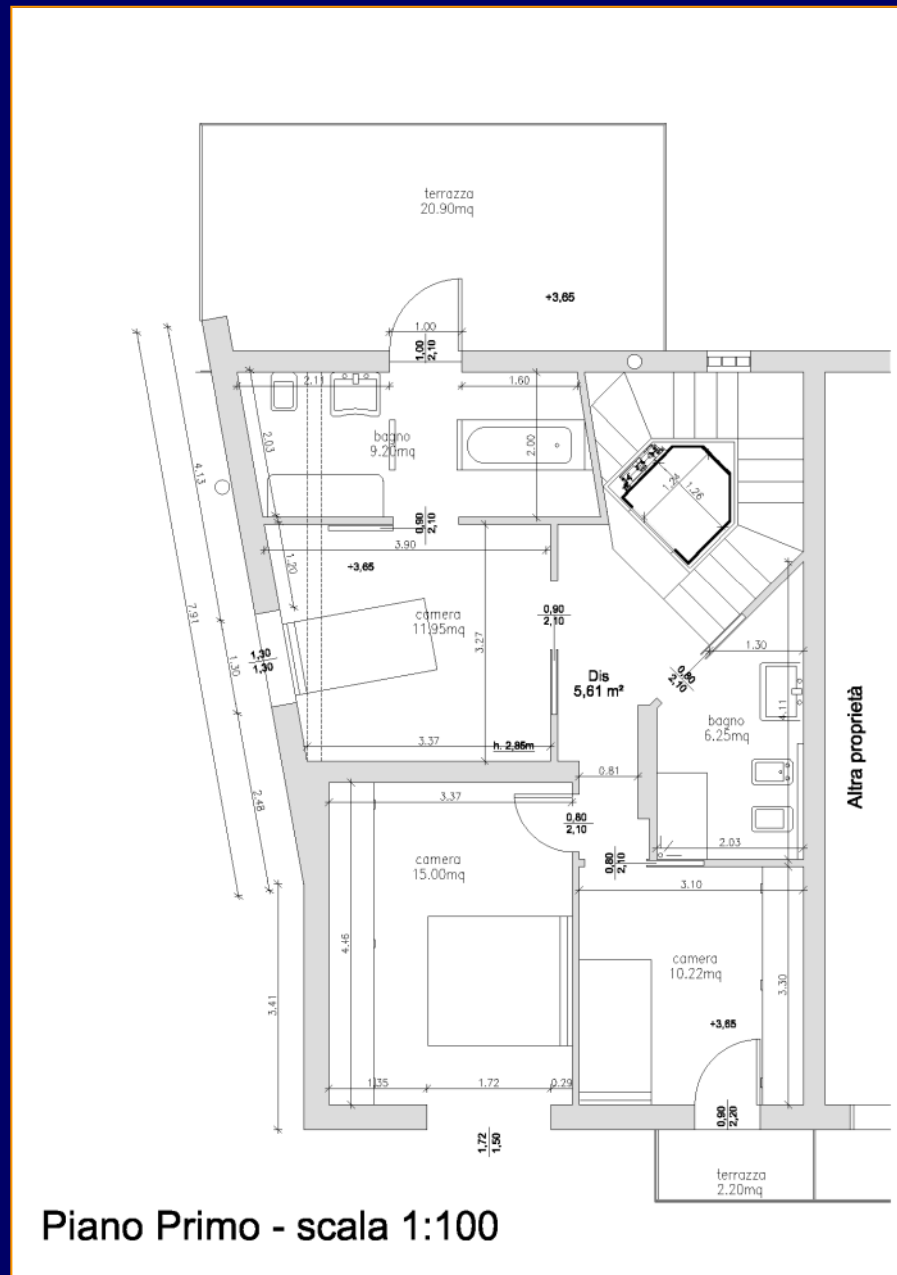 terrazza
20.90mq
+3,65
1.00
1,00
2,10
2.11
1.60
bagno
9.20mq
2.03
2.00
1.24
1.26
4.13
7.91
0,90
2,10
3.90
+3,65
1.20
camera
11.95mq
3.27
0,90
2,10
1,30
1,30
1.30
Dis
5,61 m²
0,80
2,10
1.30
4.11
bagno
6.25mq
Altra proprietà
3.37
h. 2,85m
2.48
3.37
0.81
0,80
2,10
camera
15.00mq
0,80
2,10
2.03
3.10
4.46
camera
10.22mq
3.30
3.41
+3,65
1.35
1.72
0.29
0,90
2,20
1,72
1,50
terrazza
2.20mq
Piano Primo - scala 1:100